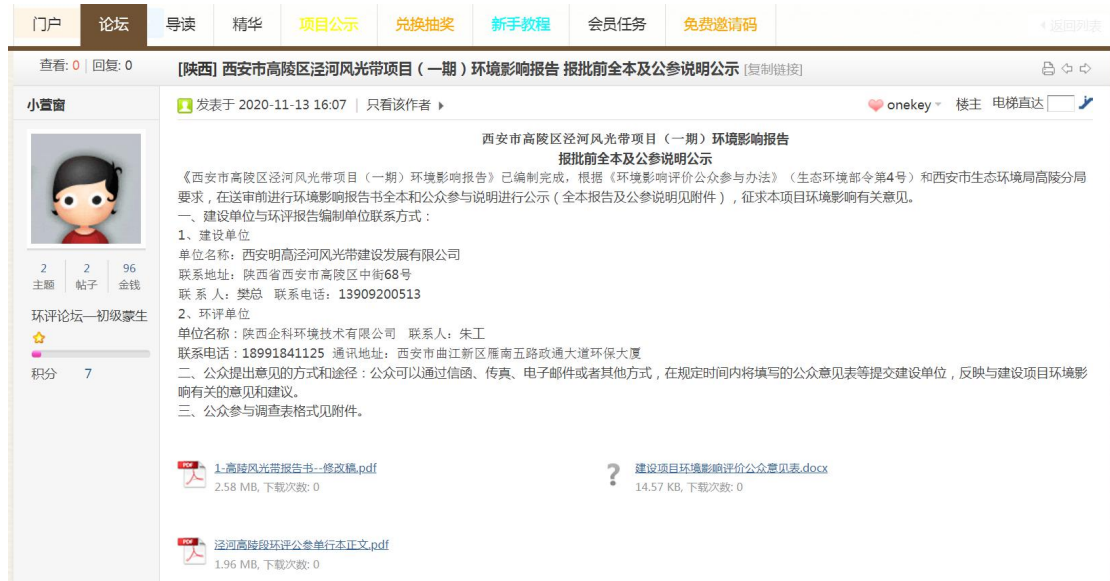 门户 论坛 导读 精华 项目公示 兑换抽奖 新手教程 会员任务 免费邀请码 返回列表
查看: 0 | 回复: 0
[陕西] 西安市高陵区泾河风光带项目（一期）环境影响报告 报批前全本及公参说明公示 [复制链接]
小萱窗
发表于 2020-11-13 16:07 | 只看该作者
onekey 楼主 电梯直达
西安市高陵区泾河风光带项目（一期）环境影响报告
报批前全本及公参说明公示
《西安市高陵区泾河风光带项目（一期）环境影响报告》已编制完成，根据《环境影响评价公众参与办法》（生态环境部令第4号）和西安市生态环境局高陵分局
要求，在送审前进行环境影响报告书全本和公众参与说明进行公示（全本报告及公参说明见附件），征求本项目环境影响有关意见。
一、建设单位与环评报告编制单位联系方式：
1、建设单位
单位名称：西安明高泾河风光带建设发展有限公司
联系地址：陕西省西安市高陵区中街68号
联 系 人：樊总 联系电话：13909200513
2、环评单位
单位名称：陕西企科环境技术有限公司 联系人：朱工
联系电话：18991841125 通讯地址：西安市曲江新区雁南五路政通大道环保大厦
二、公众提出意见的方式和途径：公众可以通过信函、传真、电子邮件或者其他方式，在规定时间内将填写的公众意见表等提交建设单位，反映与建设项目环境影
响有关的意见和建议。
三、公众参与调查表格式见附件。
2 2 96
主题 帖子 金钱
环评论坛—初级蒙生
积分 7
1-高陵风光带报告书--修改稿.pdf
2.58 MB, 下载次数: 0
建设项目环境影响评价公众意见表.docx
14.57 KB, 下载次数: 0
泾河高陵段环评公参单行本正文.pdf
1.96 MB, 下载次数: 0